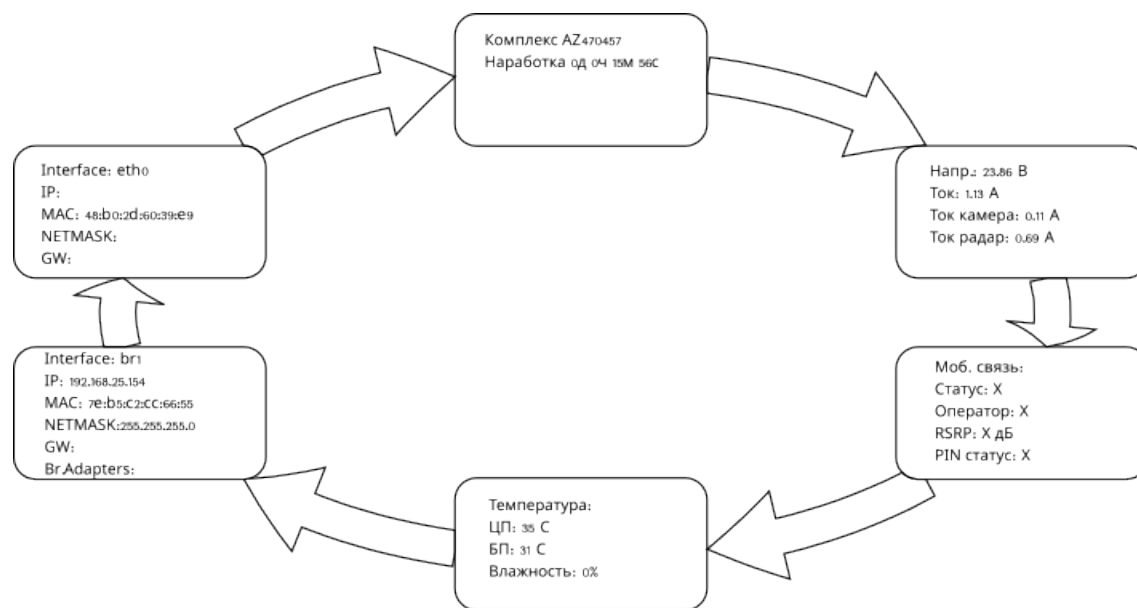 Комплекс AZ470457
Наработка 0д 0ч 15м 56с
Напр.: 23.86 В
Ток: 1.13 А
Ток камера: 0.11 А
Ток радар: 0.69 А
Моб. связь:
Статус: X
Оператор: X
RSRP: X дБ
PIN статус: X
Температура:
ЦП: 35 С
БП: 31 С
Влажность: 0%
Interface: br1
IP: 192.168.25.154
MAC: 7e:b5:c2:cc:66:55
NETMASK:255.255.255.0
GW:
Br.Adapters:
Interface: eth0
IP:
MAC: 48:b0:2d:60:39:e9
NETMASK:
GW: